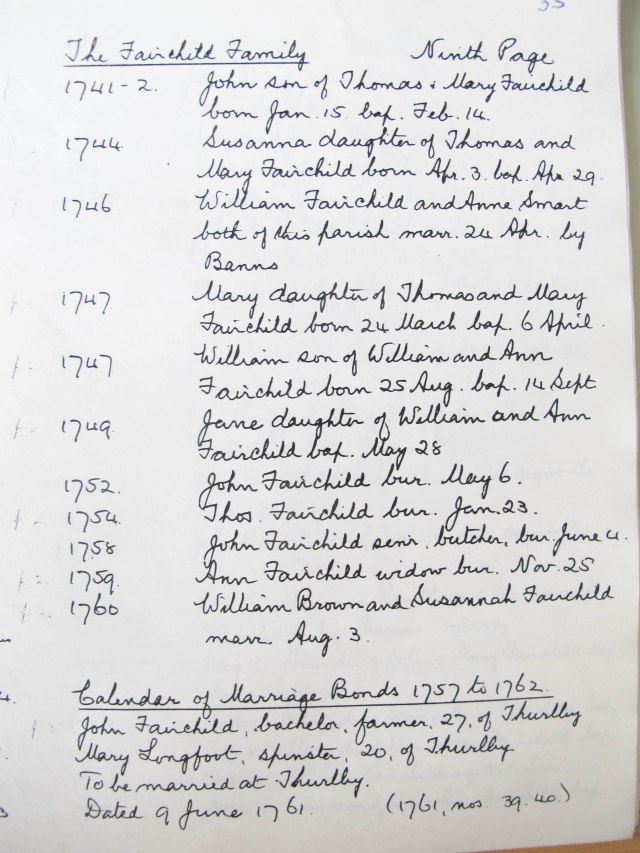 35
The Fairchild Family Ninth Page
1741-2. John son of Thomas & Mary Fairchild
born Jan. 15 bap. Feb. 14.
1744 Susanna daughter of Thomas and
Mary Fairchild born Apr. 3. bap. Apr 29.
1746 William Fairchild and Anne Smart
both of this parish marr. 24 Apr. by
Banns
1747 Mary daughter of Thomas and Mary
Fairchild born 24 March bap. 6 April.
1747 William son of William and Ann
Fairchild born 25 Aug. bap. 14 Sept
1749. Jane daughter of William and Ann
Fairchild bap. May 28
1752. John Fairchild bur. May 6.
1754. Thos. Fairchild bur. Jan. 23.
1758 John Fairchild senr. butcher, bur. June 4.
1759. Ann Fairchild widow bur. Nov. 25
1760 William Brown and Susannah Fairchild
marr. Aug. 3.
Calendar of Marriage Bonds 1757 to 1762.
John Fairchild, bachelor, farmer, 27, of Thurlby
Mary Longfoot, spinster, 20, of Thurlby.
To be married at Thurlby.
Dated 9 June 1761. (1761, nos. 39. 40.)